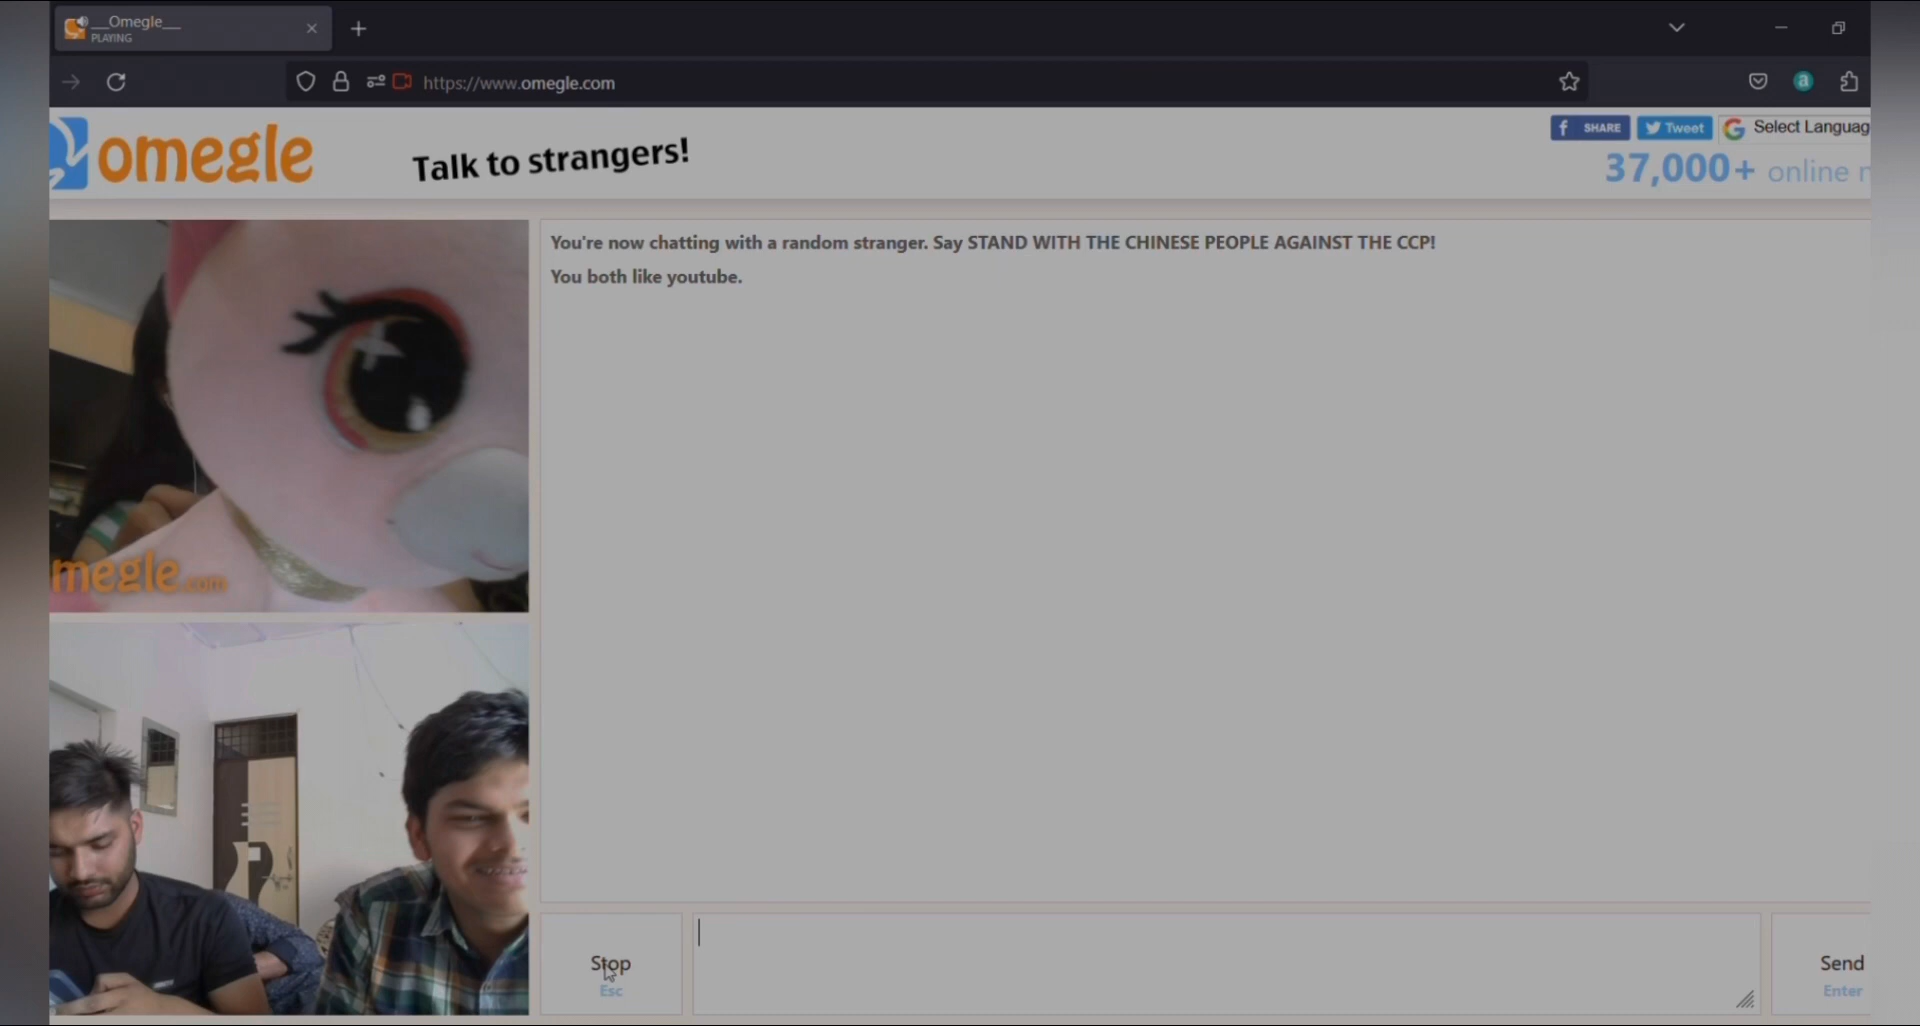 __Omegle__
PLAYING
https://www.omegle.com
omegle
Talk to strangers!
SHARE
Tweet
Select Languag
37,000+ online
You're now chatting with a random stranger. Say STAND WITH THE CHINESE PEOPLE AGAINST THE CCP!
You both like youtube.
megle.com
Stop
Esc
Send
Enter